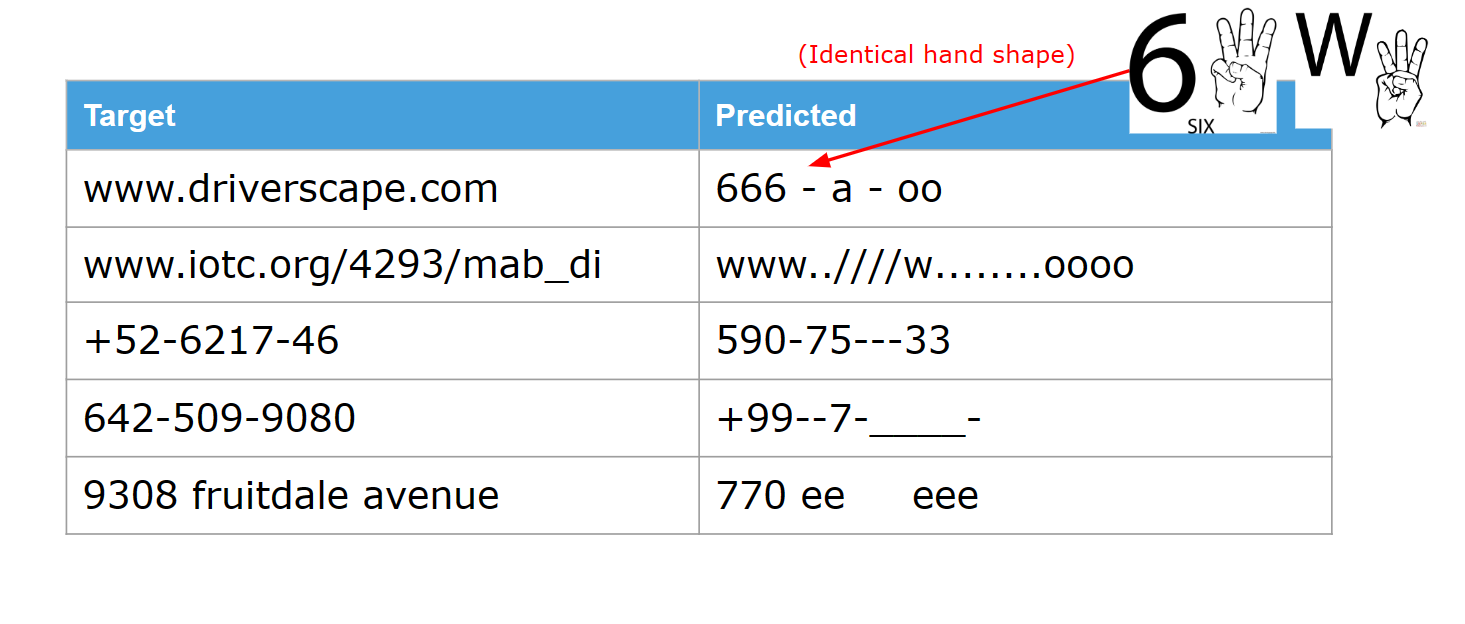 (Identical hand shape)
6
SIX
W
Target Predicted
www.driverscape.com 666 - a - oo
www.iotc.org/4293/mab_di www..////w........oooo
+52-6217-46 590-75---33
642-509-9080 +99--7-____-
9308 fruitdale avenue 770 ee eee